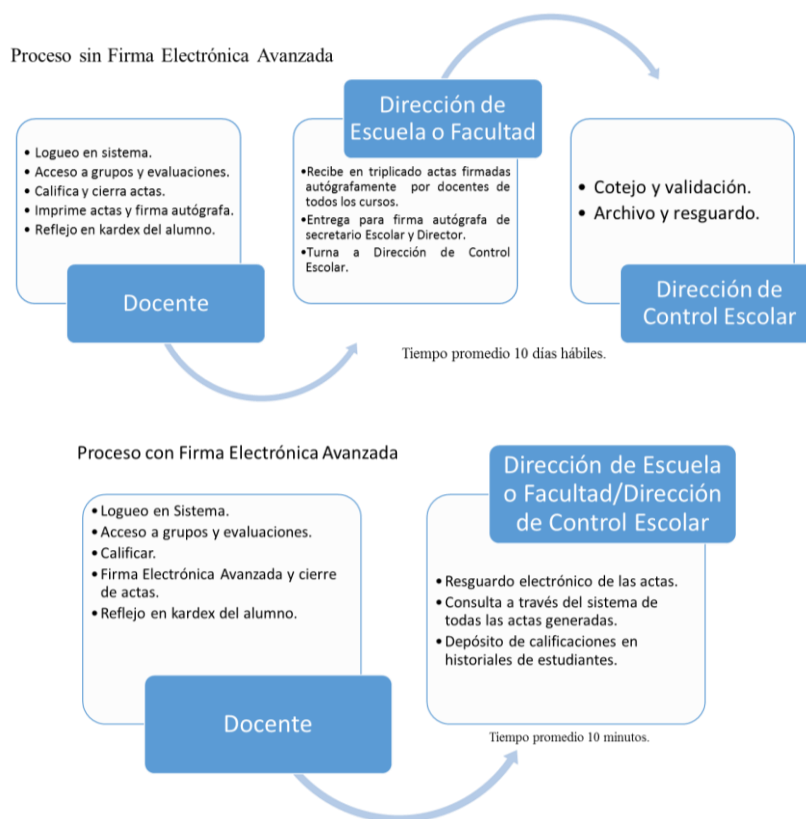 Proceso sin Firma Electrónica Avanzada
• Logueo en sistema.
• Acceso a grupos y evaluaciones.
• Califica y cierra actas.
• Imprime actas y firma autógrafa.
• Reflejo en kardex del alumno.
Docente
Dirección de
Escuela o Facultad
•Recibe en triplicado actas firmadas
autógrafamente por docentes de
todos los cursos.
•Entrega para firma autógrafa de
secretario Escolar y Director.
•Turna a Dirección de Control
Escolar.
• Cotejo y validación.
• Archivo y resguardo.
Dirección de
Control Escolar
Tiempo promedio 10 días hábiles.
Proceso con Firma Electrónica Avanzada
• Logueo en Sistema.
• Acceso a grupos y evaluaciones.
• Calificar.
• Firma Electrónica Avanzada y cierre
de actas.
• Reflejo en kardex del alumno.
Docente
Dirección de Escuela
o Facultad/Dirección
de Control Escolar
• Resguardo electrónico de las actas.
• Consulta a través del sistema de
todas las actas generadas.
• Depósito de calificaciones en
historiales de estudiantes.
Tiempo promedio 10 minutos.